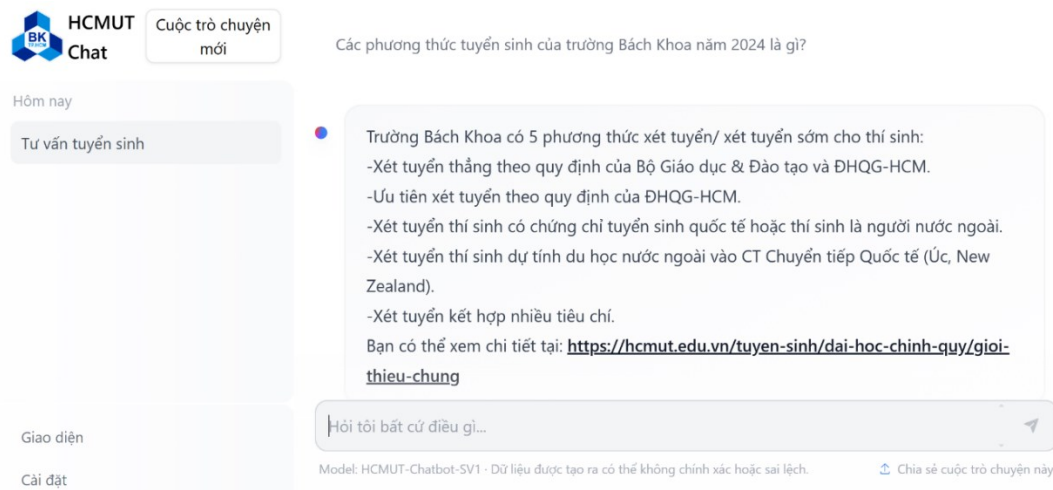 HCMUT
Chat
BK
TP.HCM
Cuộc trò chuyện
mới
Hôm nay
Tư vấn tuyển sinh
Giao diện
Cài đặt
Các phương thức tuyển sinh của trường Bách Khoa năm 2024 là gì?
Trường Bách Khoa có 5 phương thức xét tuyển/ xét tuyển sớm cho thí sinh:
-Xét tuyển thẳng theo quy định của Bộ Giáo dục & Đào tạo và ĐHQG-HCM.
-Ưu tiên xét tuyển theo quy định của ĐHQG-HCM.
-Xét tuyển thí sinh có chứng chỉ tuyển sinh quốc tế hoặc thí sinh là người nước ngoài.
-Xét tuyển thí sinh dự tính du học nước ngoài vào CT Chuyển tiếp Quốc tế (Úc, New
Zealand).
-Xét tuyển kết hợp nhiều tiêu chí.
Bạn có thể xem chi tiết tại: https://hcmut.edu.vn/tuyen-sinh/dai-hoc-chinh-quy/gioi-
thieu-chung
Hỏi tôi bất cứ điều gì...
Model: HCMUT-Chatbot-SV1 · Dữ liệu được tạo ra có thể không chính xác hoặc sai lệch.
Chia sẻ cuộc trò chuyện này